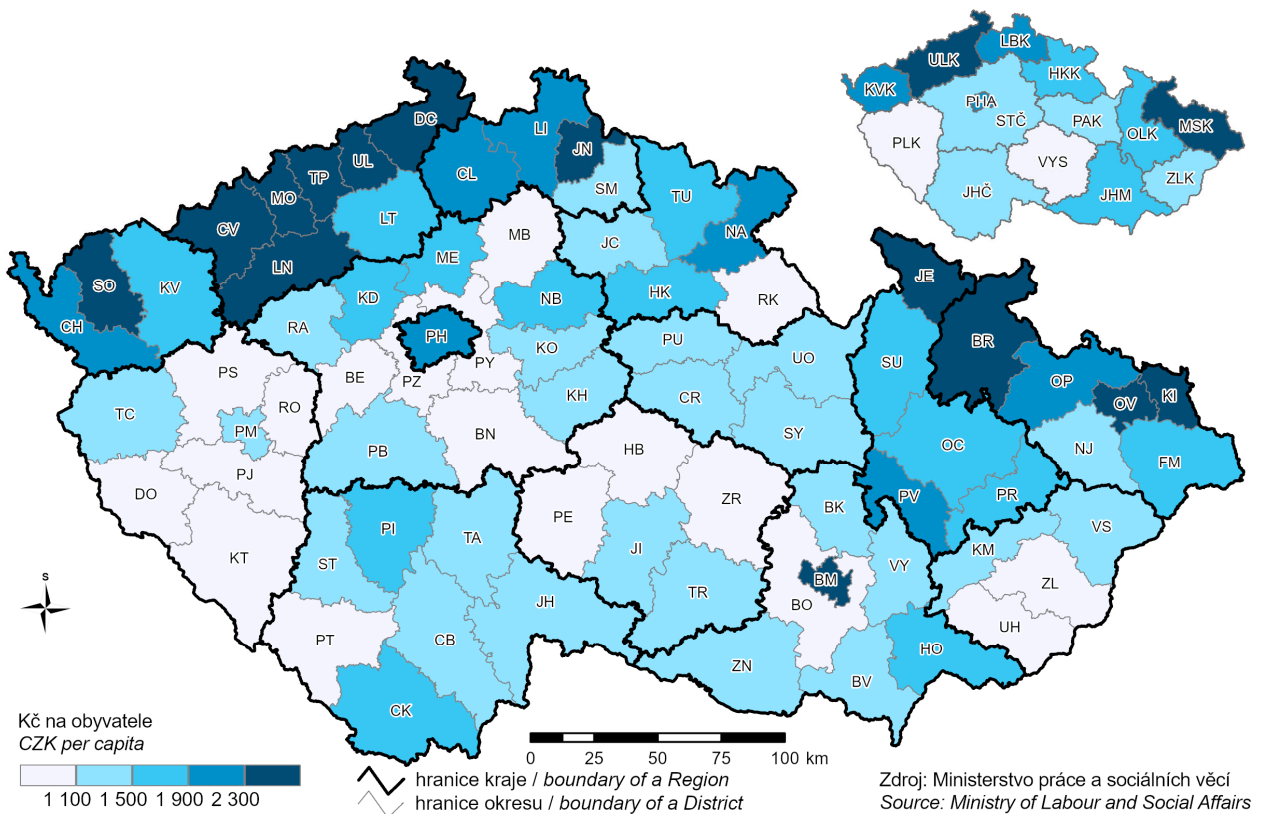 LBK
ULK
HKK
KVK
PHA
STČ
PAK
MSK
OLK
PLK
VYS
ZLK
JHČ
JHM
DC
LI
UL
JN
TP
CL
SM
MO
TU
LT
CV
MB
NA
JC
ME
LN
SO
KV
JE
KD
NB
HK
RK
CH
RA
PH
PU
BR
KO
UO
SU
PY
PS
BE
PZ
OP
KH
CR
KI
OV
RO
TC
PM
BN
SY
OC
HB
NJ
PB
FM
PJ
DO
ZR
PR
PV
PE
BK
PI
VS
TA
JI
KM
KT
ST
VY
BM
ZL
TR
JH
BO
UH
PT
CB
HO
ZN
BV
CK
S
Kč na obyvatele
CZK per capita
1 100 1 500 1 900 2 300
0 25 50 75 100 km
hranice kraje / boundary of a Region
hranice okresu / boundary of a District
Zdroj: Ministerstvo práce a sociálních věcí
Source: Ministry of Labour and Social Affairs